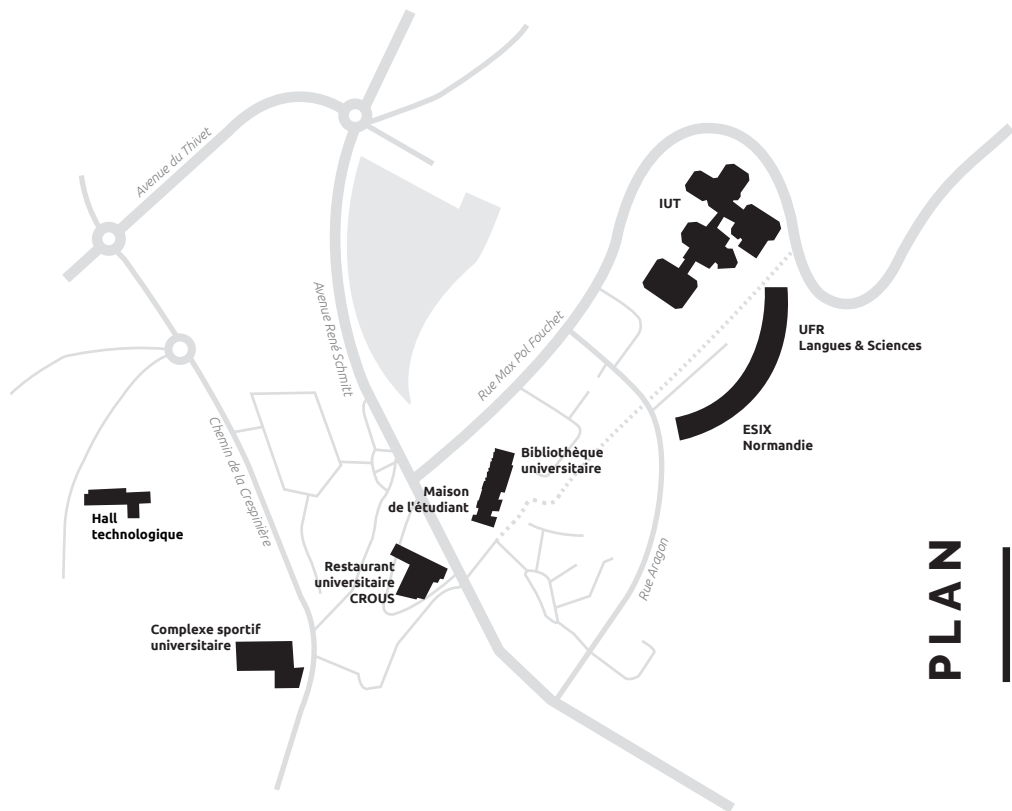 Avenue du Thivet
IUT
Avenue René Schmitt
Rue Max Pol Fouchet
UFR
Langues & Sciences
ESIX
Normandie
Chemin de la Crespinière
Bibliothèque
universitaire
Maison
de l'étudiant
Hall
technologique
Restaurant
universitaire
CROUS
Rue Aragon
Complexe sportif
universitaire
PLAN